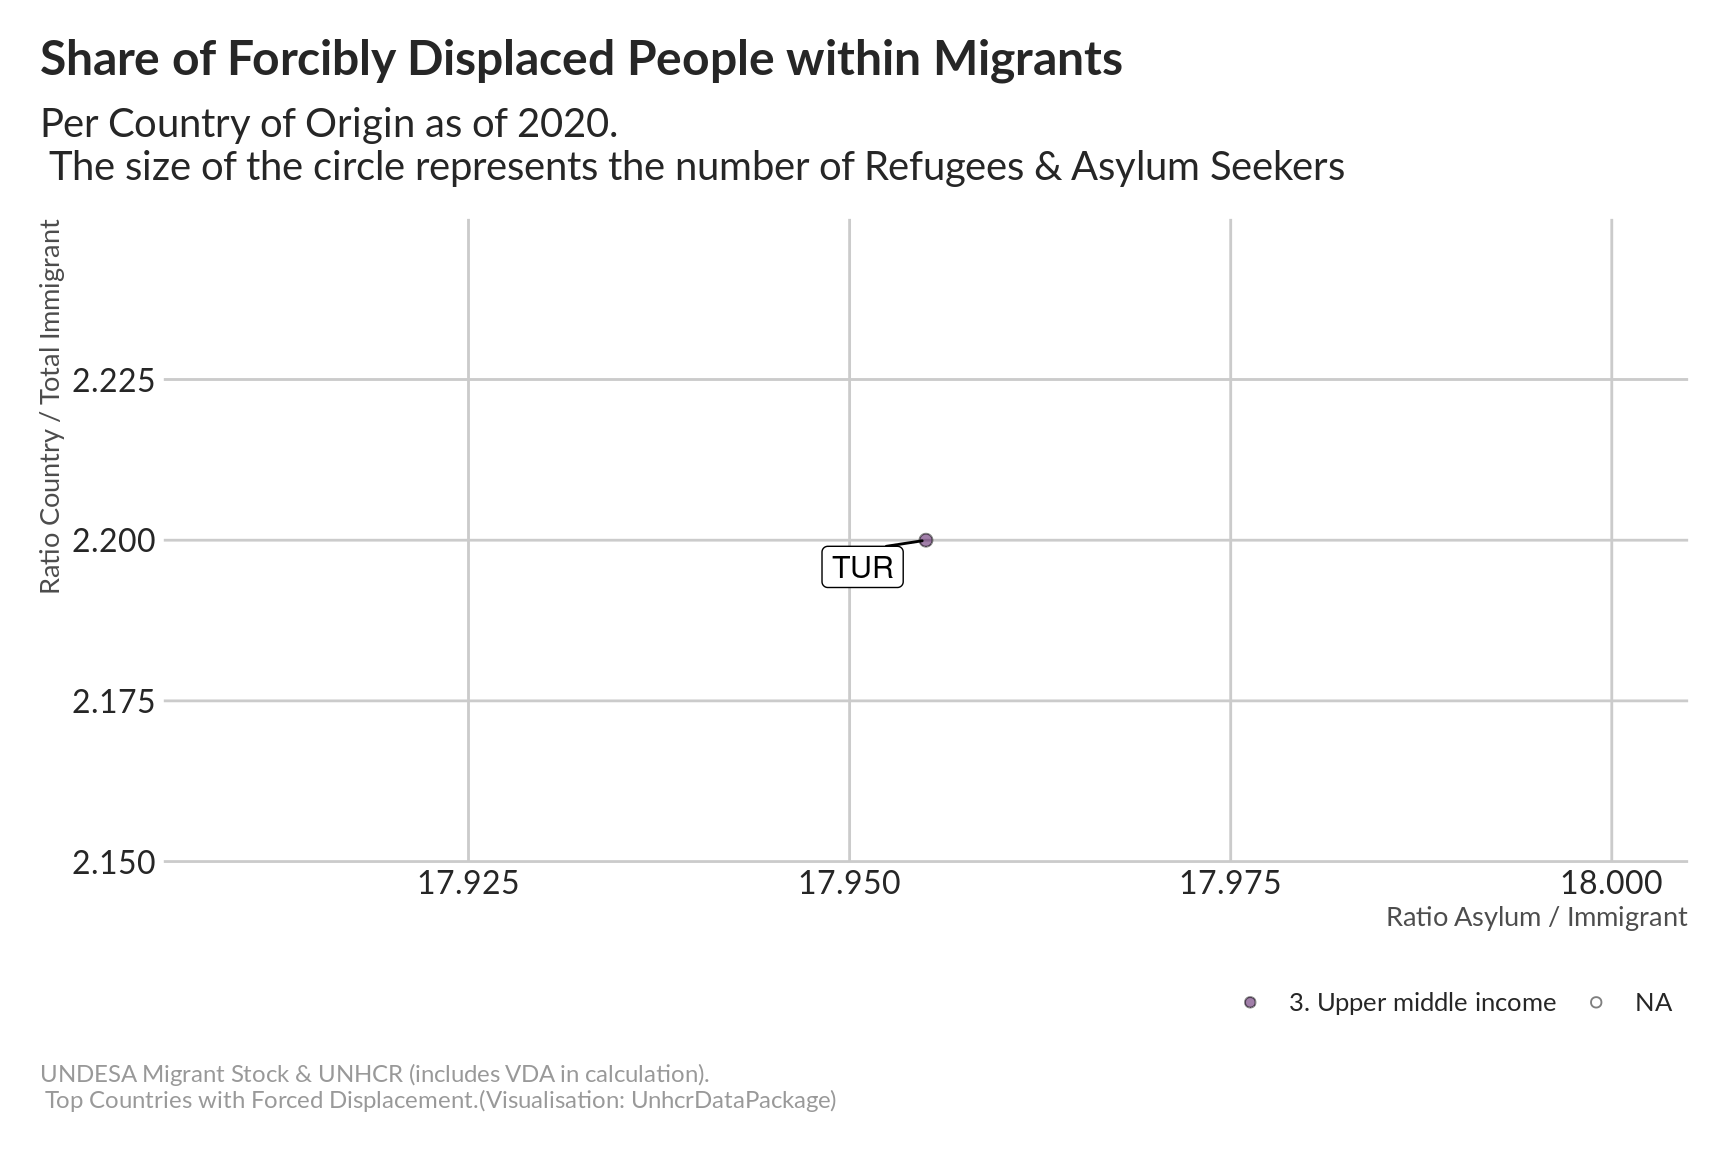 Share of Forcibly Displaced People within Migrants
Per Country of Origin as of 2020.
The size of the circle represents the number of Refugees & Asylum Seekers
Ratio Country / Total Immigrant
2.225
2.200
2.175
2.150
TUR
17.925
17.950
17.975
18.000
Ratio Asylum / Immigrant
3. Upper middle income
NA
UNDESA Migrant Stock & UNHCR (includes VDA in calculation).
Top Countries with Forced Displacement.(Visualisation: UnhcrDataPackage)